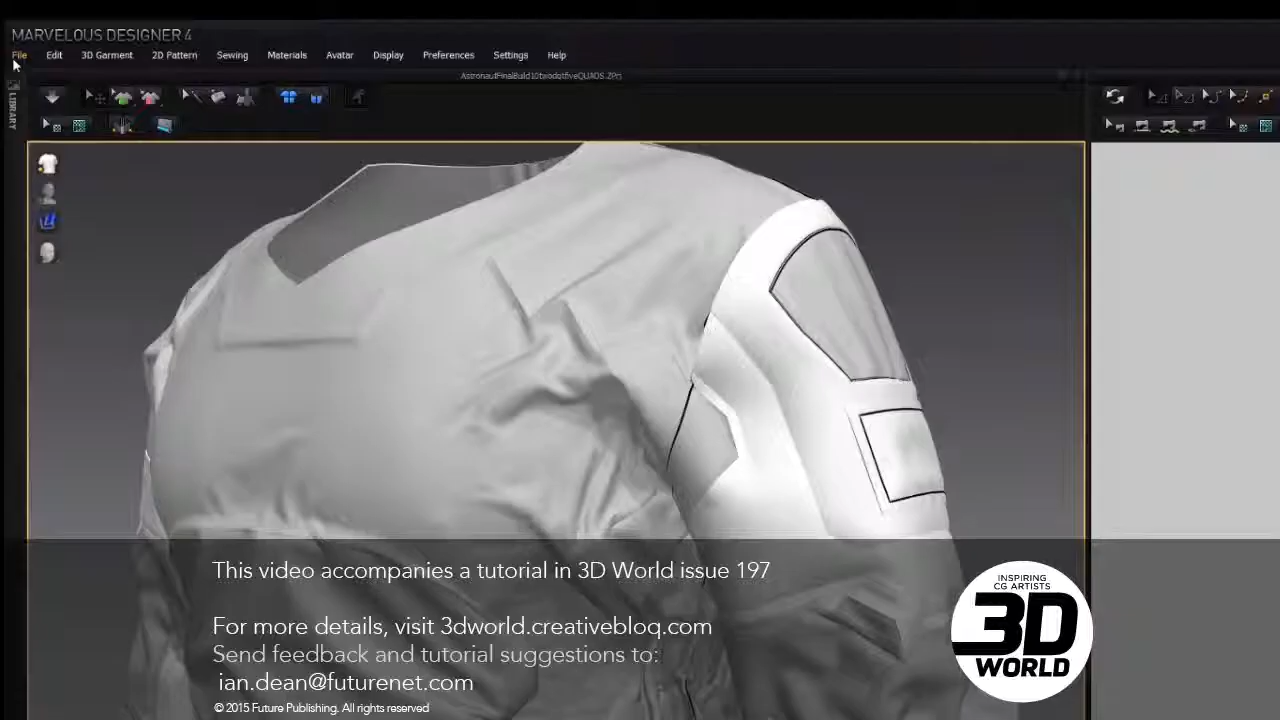 MARVELOUS DESIGNER 4
File Edit 3D Garment 2D Pattern Sewing Materials Avatar Display Preferences Settings Help
AstronautFinalBuild10twodotfiveQUADS.ZPrj
LIBRARY
This video accompanies a tutorial in 3D World issue 197
For more details, visit 3dworld.creativebloq.com
Send feedback and tutorial suggestions to:
ian.dean@futurenet.com
© 2015 Future Publishing. All rights reserved
INSPIRING
CG ARTISTS
3D
WORLD